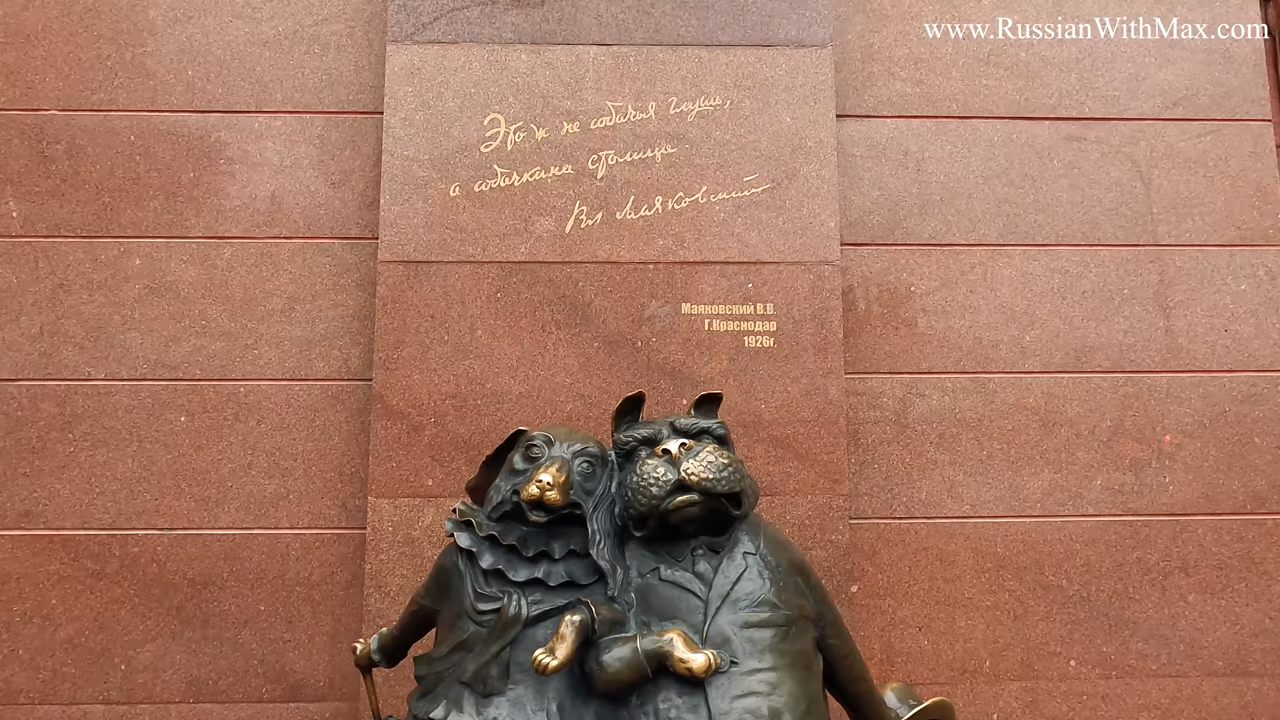 www.RussianWithMax.com
Это ж не собачья глушь,
а собачкина столица.
Вл Маяковский
Маяковский В.В.
Г.Краснодар
1926г.